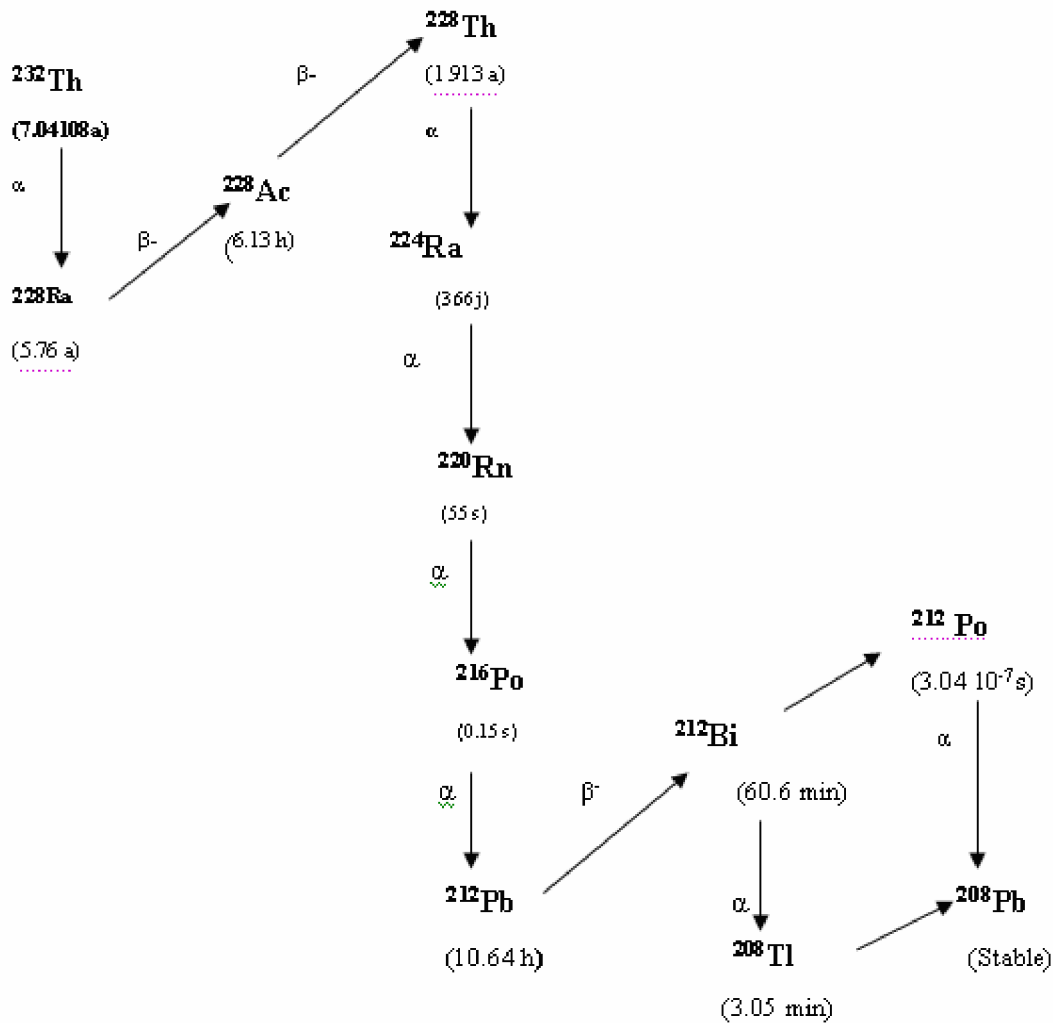 ²²⁸Th
(1.913 a)
²³²Th
(7.04108a)
α
β-
α
²²⁸Ac
(6.13 h)
β-
²²⁸Ra
(5.76 a)
²²⁴Ra
(366j)
α
²²⁰Rn
(55 s)
α
²¹⁶Po
(0.15 s)
α
²¹²Pb
(10.64 h)
β⁻
²¹²Bi
(60.6 min)
α
²⁰⁸Tl
(3.05 min)
²¹² Po
(3.04 10⁻⁷s)
α
²⁰⁸Pb
(Stable)